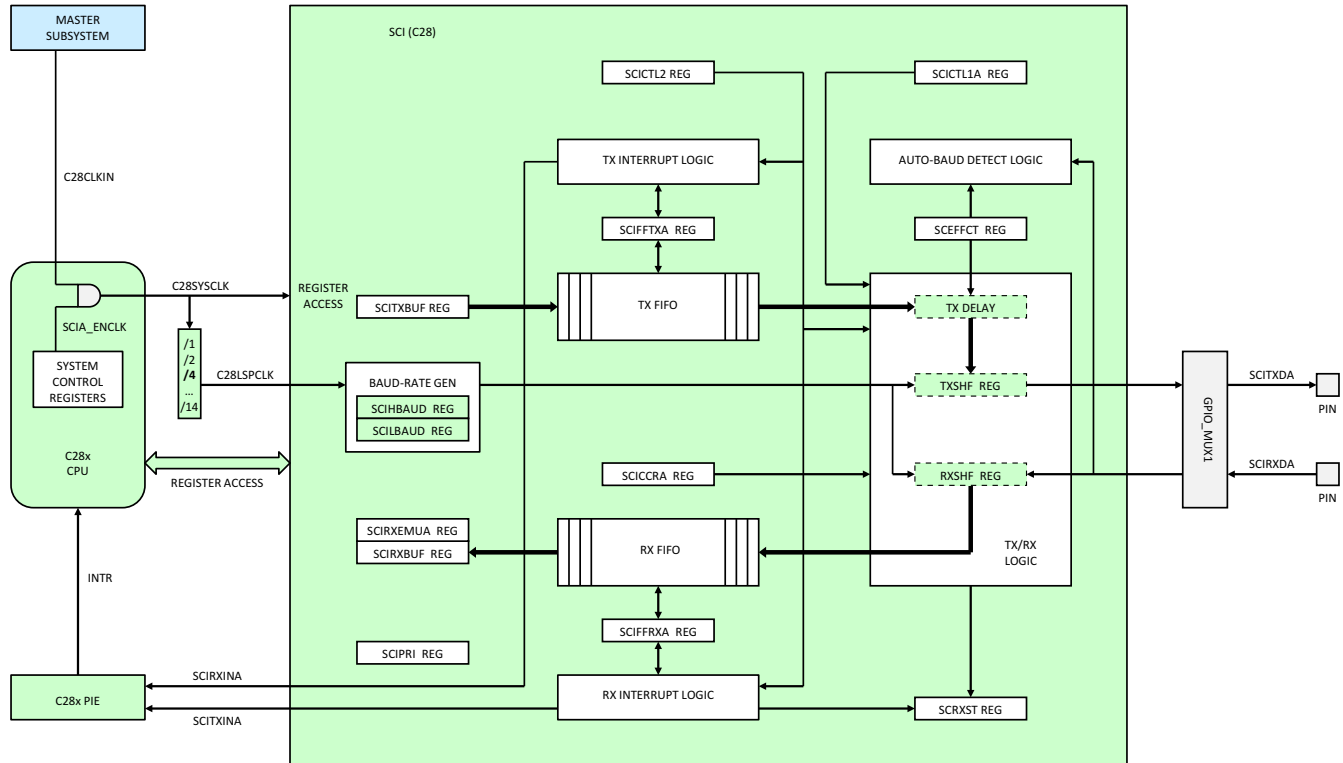 MASTER
SUBSYSTEM
SCI (C28)
SCICTL2 REG
SCICTL1A REG
TX INTERRUPT LOGIC
AUTO-BAUD DETECT LOGIC
C28CLKIN
SCIFFTXA REG
SCEFFCT REG
C28SYSCLK
REGISTER
ACCESS
SCITXBUF REG
TX FIFO
TX DELAY
SCIA_ENCLK
/1
/2
/4
...
/14
SYSTEM
CONTROL
REGISTERS
C28LSPCLK
BAUD-RATE GEN
SCIHBAUD REG
SCILBAUD REG
TXSHF REG
GPIO_MUX1
SCITXDA
PIN
C28x
CPU
REGISTER ACCESS
SCICCRA REG
RXSHF REG
SCIRXDA
PIN
SCIRXEMUA REG
SCIRXBUF REG
RX FIFO
TX/RX
LOGIC
INTR
SCIFFRXA REG
SCIPRI REG
SCIRXINA
C28x PIE
RX INTERRUPT LOGIC
SCITXINA
SCRXST REG